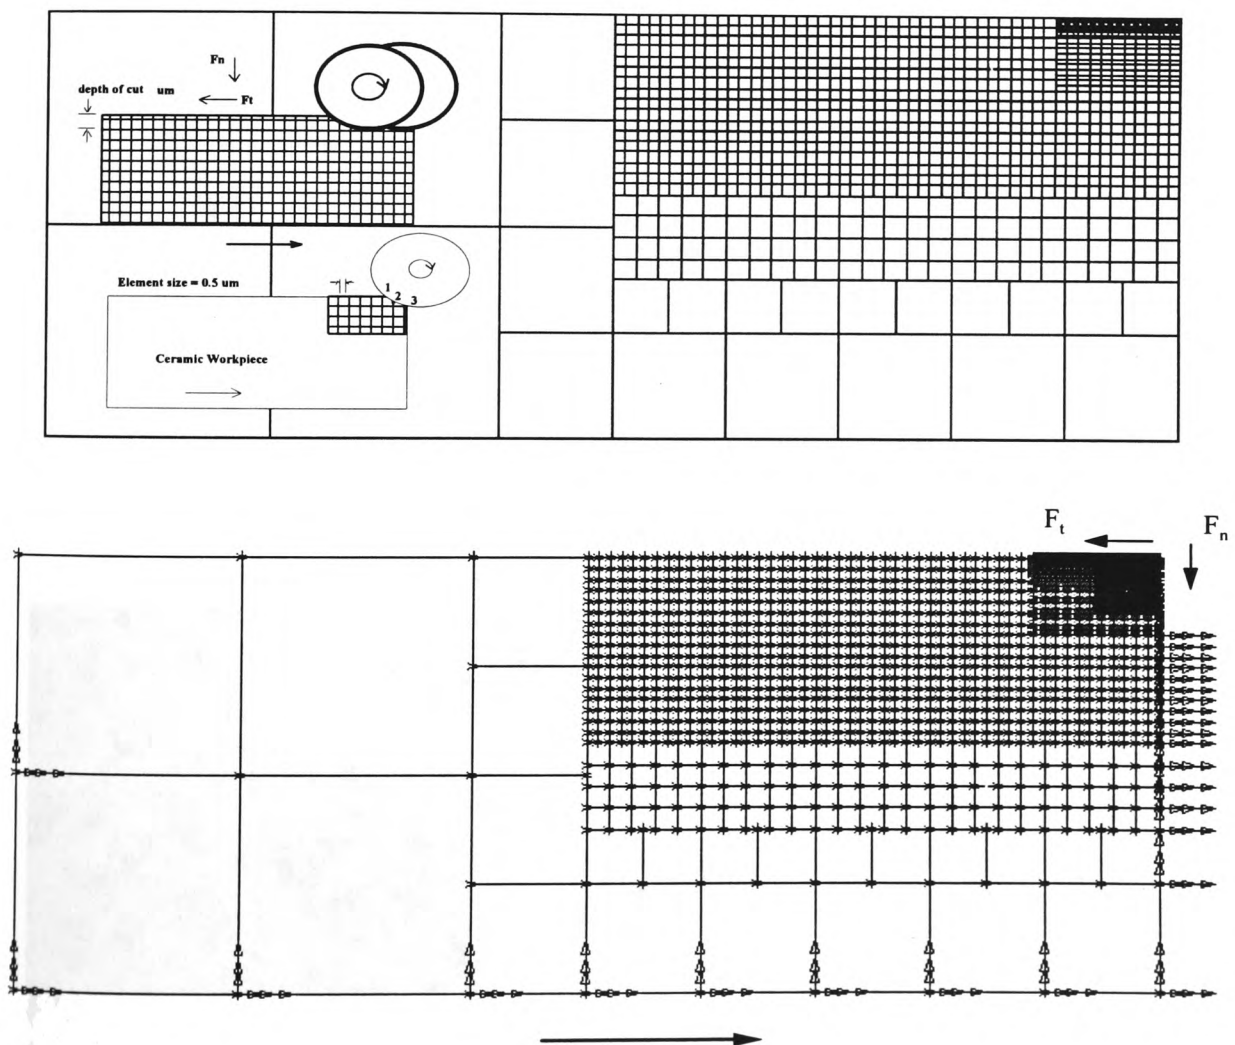 Fn
depth of cut um
Ft
Element size = 0.5 um
1
2
3
Ceramic Workpiece
Ft
Fn